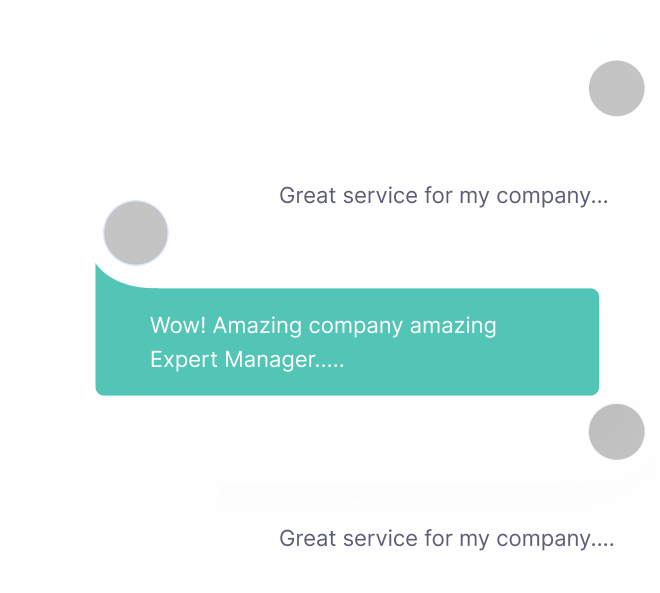 Great service for my company...
Wow! Amazing company amazing
Expert Manager.....
Great service for my company....